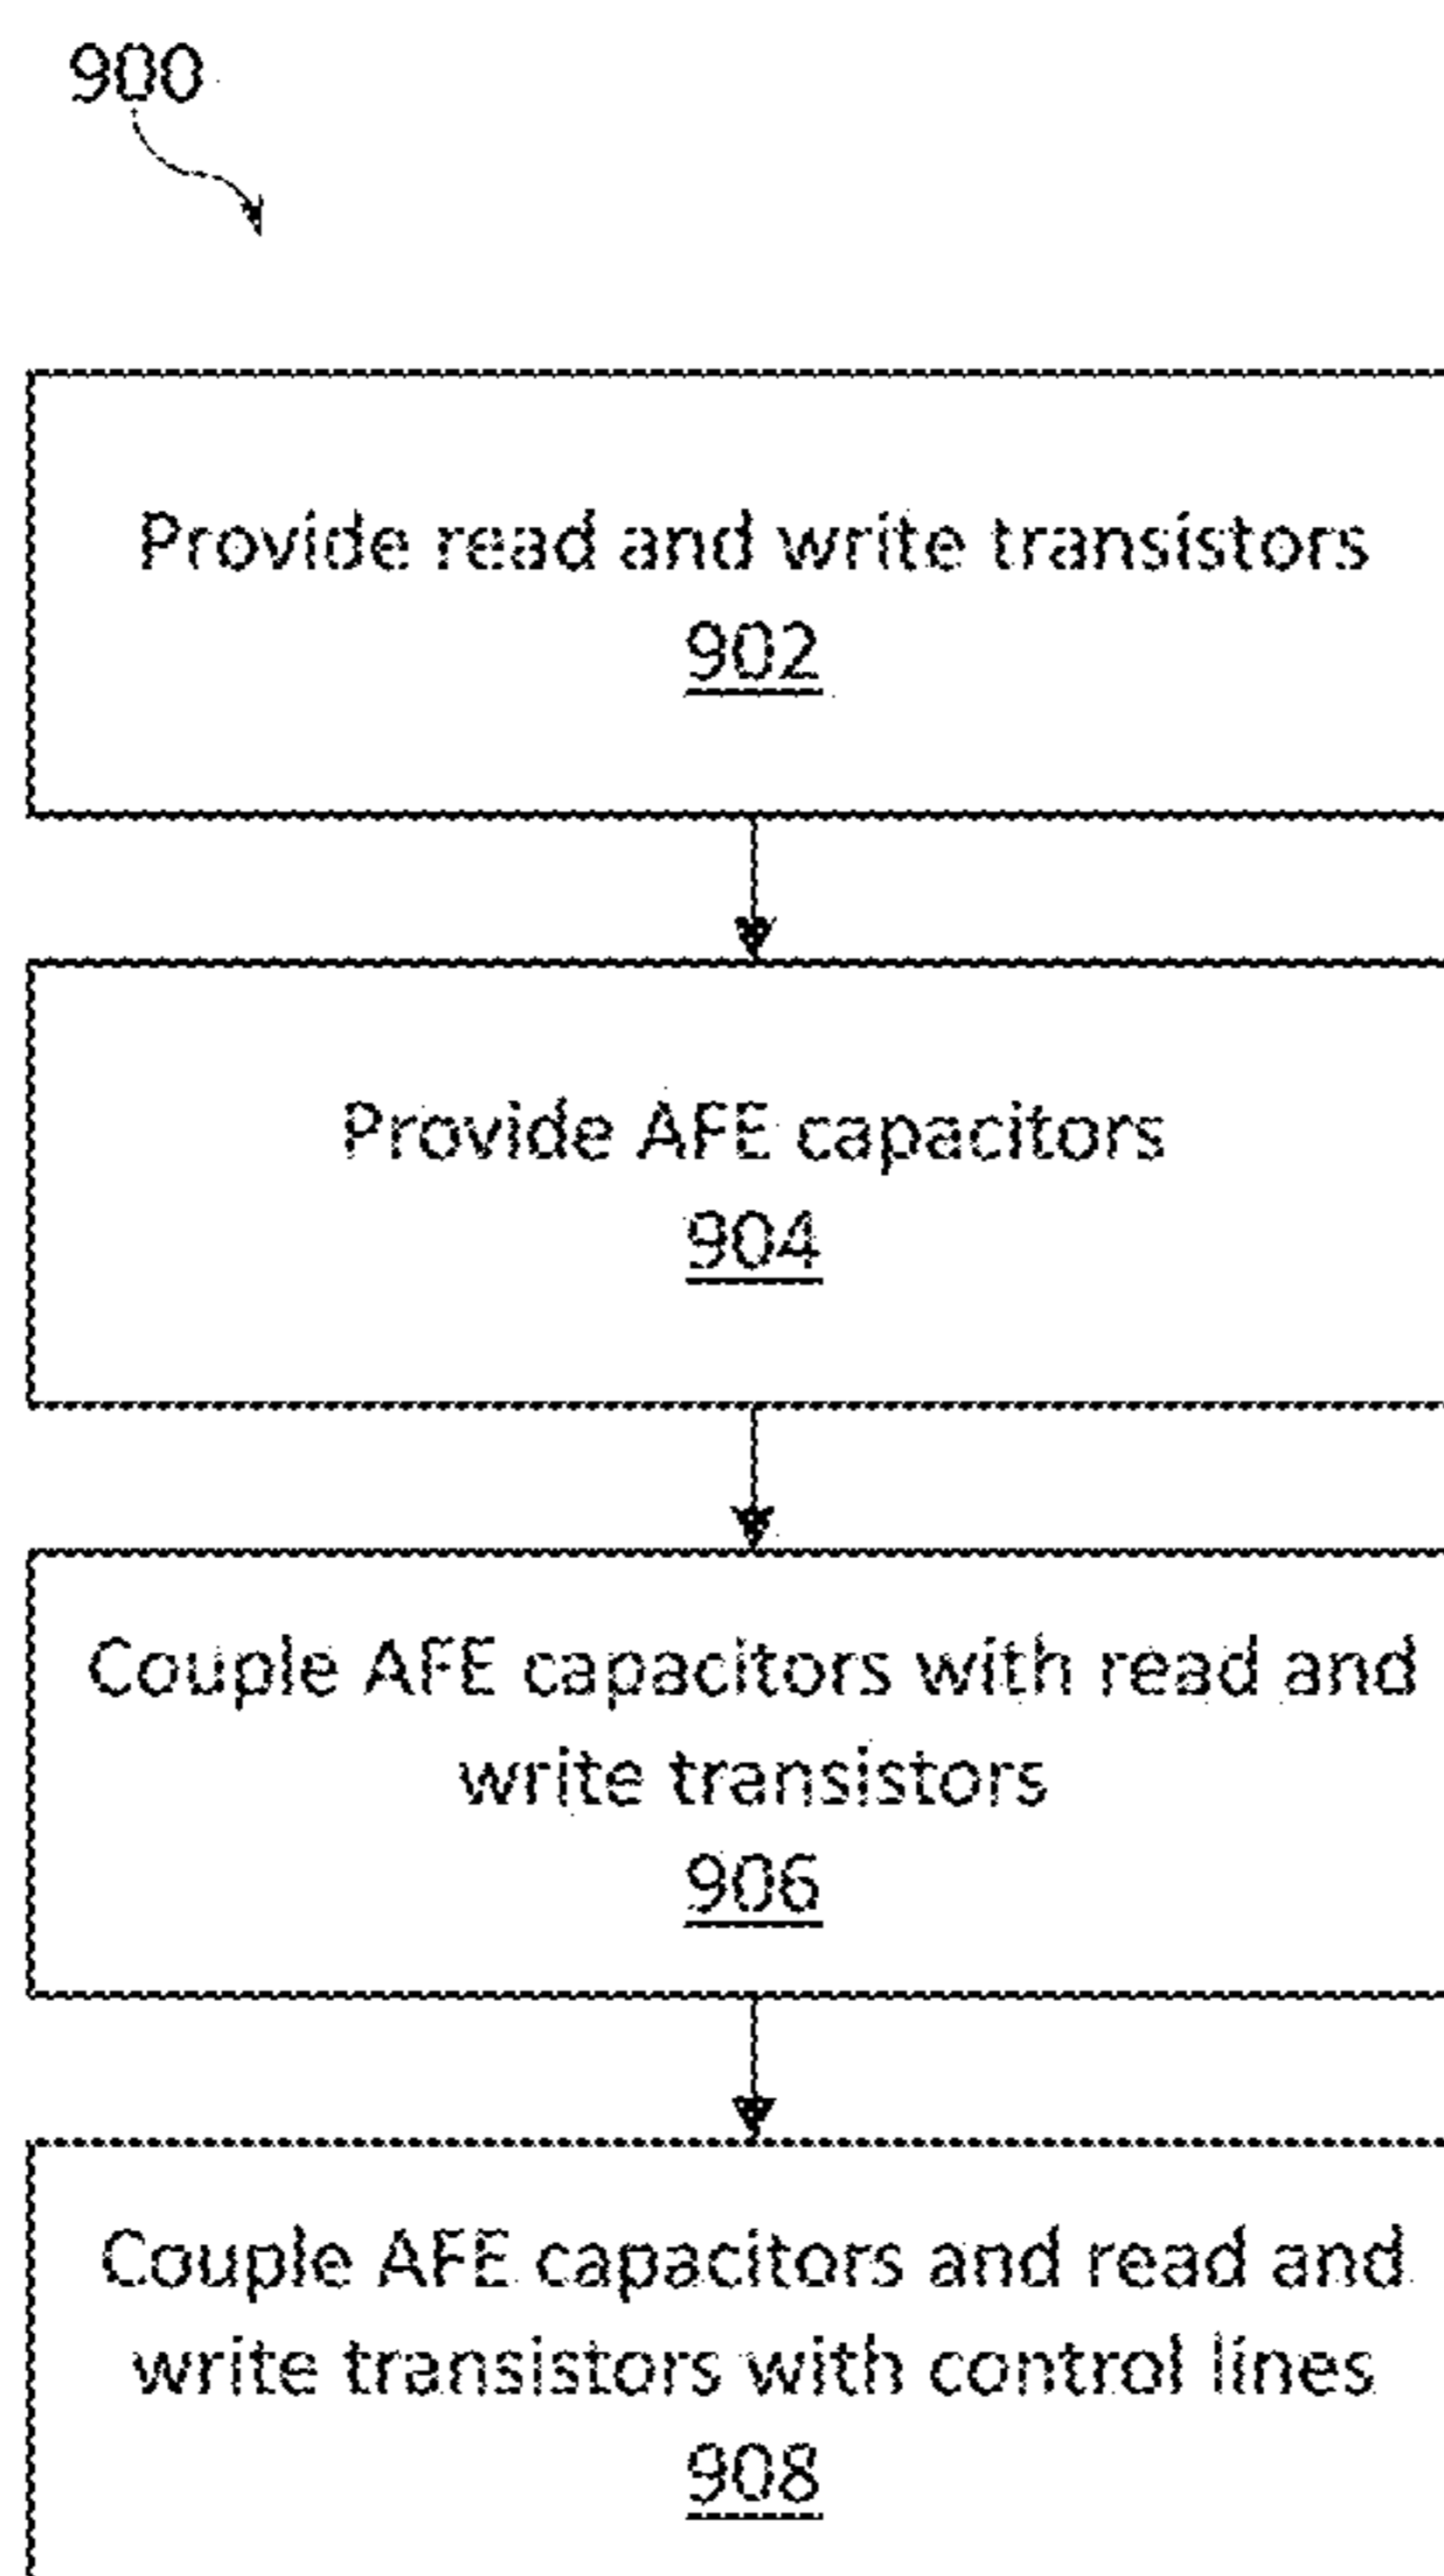 900
Provide read and write transistors
902
Provide AFE capacitors
904
Couple AFE capacitors with read and
write transistors
906
Couple AFE capacitors and read and
write transistors with control lines
908